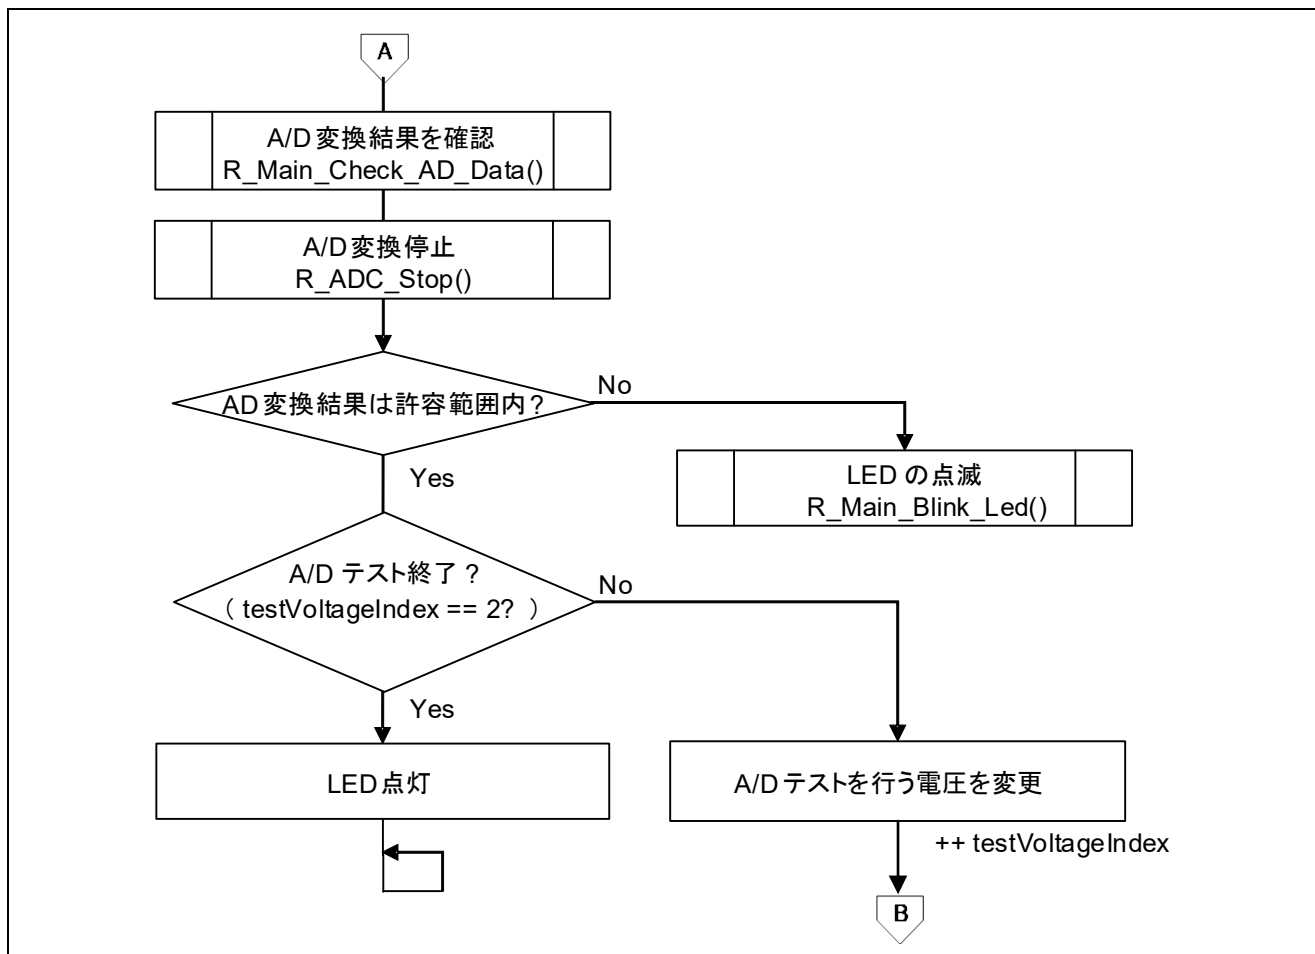 A
A/D 変換結果を確認
R_Main_Check_AD_Data()
A/D変換停止
R_ADC_Stop()
AD 変換結果は許容範囲内?
No
Yes
LED の点滅
R_Main_Blink_Led()
A/D テスト終了?
( testVoltageIndex == 2? )
No
Yes
LED点灯
A/Dテストを行う電圧を変更
++ testVoltageIndex
B